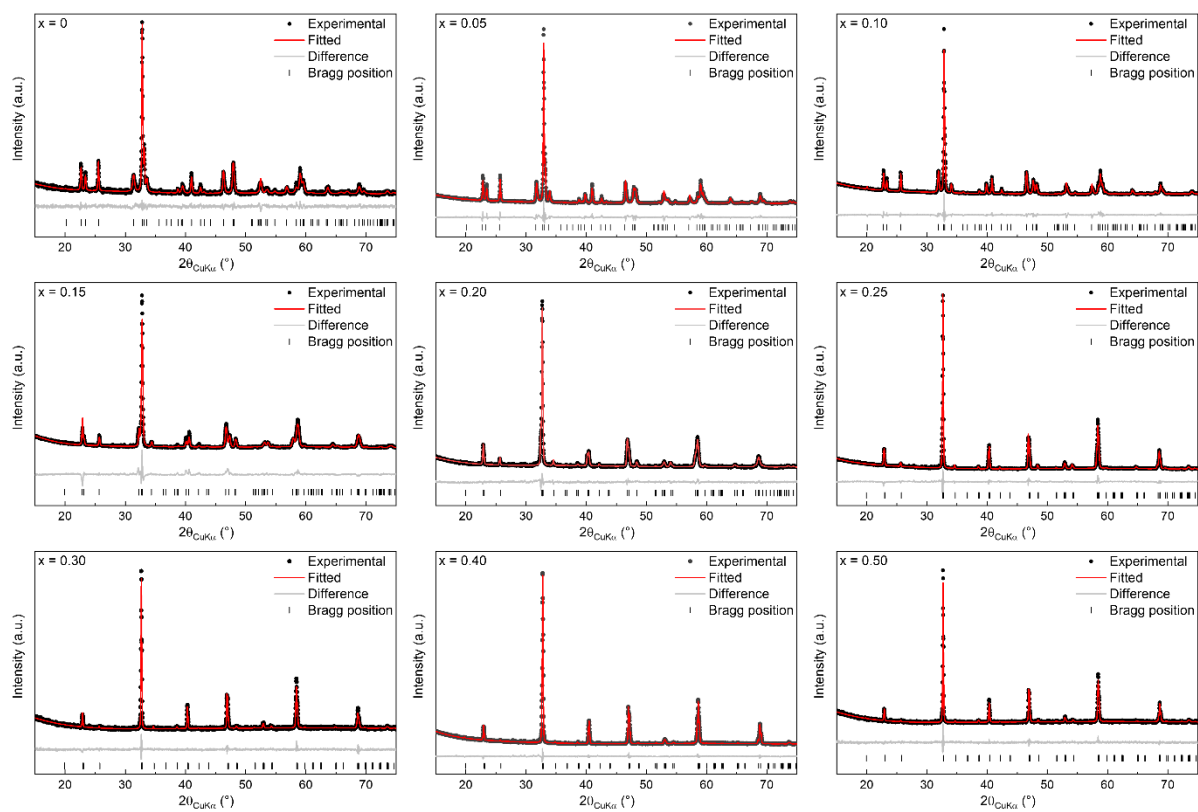 x = 0
Experimental
Fitted
Difference
Bragg position
Intensity (a.u.)
20 30 40 50 60 70
2θCuKα (°)
x = 0.05
Experimental
Fitted
Difference
Bragg position
Intensity (a.u.)
20 30 40 50 60 70
2θCuKα (°)
x = 0.10
Experimental
Fitted
Difference
Bragg position
Intensity (a.u.)
20 30 40 50 60 70
2θCuKα (°)
x = 0.15
Experimental
Fitted
Difference
Bragg position
Intensity (a.u.)
20 30 40 50 60 70
2θCuKα (°)
x = 0.20
Experimental
Fitted
Difference
Bragg position
Intensity (a.u.)
20 30 40 50 60 70
2θCuKα (°)
x = 0.25
Experimental
Fitted
Difference
Bragg position
Intensity (a.u.)
20 30 40 50 60 70
2θCuKα (°)
x = 0.30
Experimental
Fitted
Difference
Bragg position
Intensity (a.u.)
20 30 40 50 60 70
2θCuKα (°)
x = 0.40
Experimental
Fitted
Difference
Bragg position
Intensity (a.u.)
20 30 40 50 60 70
2θCuKα (°)
x = 0.50
Experimental
Fitted
Difference
Bragg position
Intensity (a.u.)
20 30 40 50 60 70
2θCuKα (°)